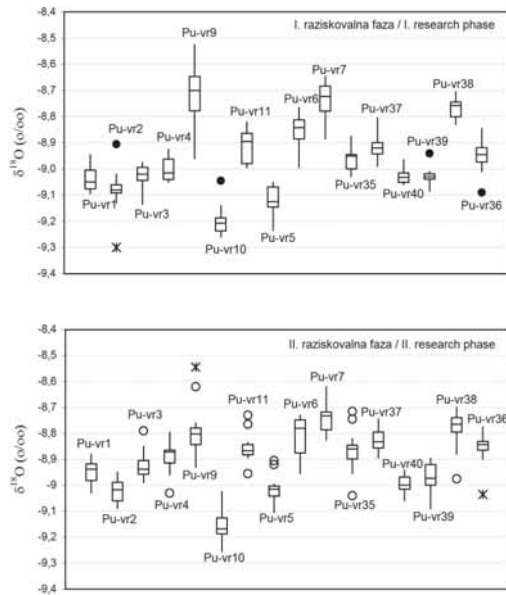 I. raziskovalna faza / I. research phase
δ¹⁸O (o/oo)
-8,4
-8,5
-8,6
-8,7
-8,8
-8,9
-9,0
-9,1
-9,2
-9,3
-9,4
Pu-vr1
Pu-vr2
Pu-vr3
Pu-vr4
Pu-vr9
Pu-vr10
Pu-vr11
Pu-vr5
Pu-vr6
Pu-vr7
Pu-vr35
Pu-vr37
Pu-vr40
Pu-vr39
Pu-vr38
Pu-vr36
II. raziskovalna faza / II. research phase
δ¹⁸O (o/oo)
-8,4
-8,5
-8,6
-8,7
-8,8
-8,9
-9
-9,1
-9,2
-9,3
-9,4
Pu-vr1
Pu-vr2
Pu-vr3
Pu-vr4
Pu-vr9
Pu-vr10
Pu-vr11
Pu-vr5
Pu-vr6
Pu-vr7
Pu-vr35
Pu-vr37
Pu-vr40
Pu-vr39
Pu-vr38
Pu-vr36